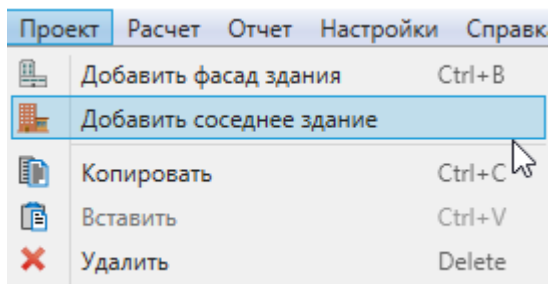 Проект Расчет Отчет Настройки Справк
Добавить фасад здания Ctrl+B
Добавить соседнее здание
Копировать Ctrl+C
Вставить Ctrl+V
Удалить Delete